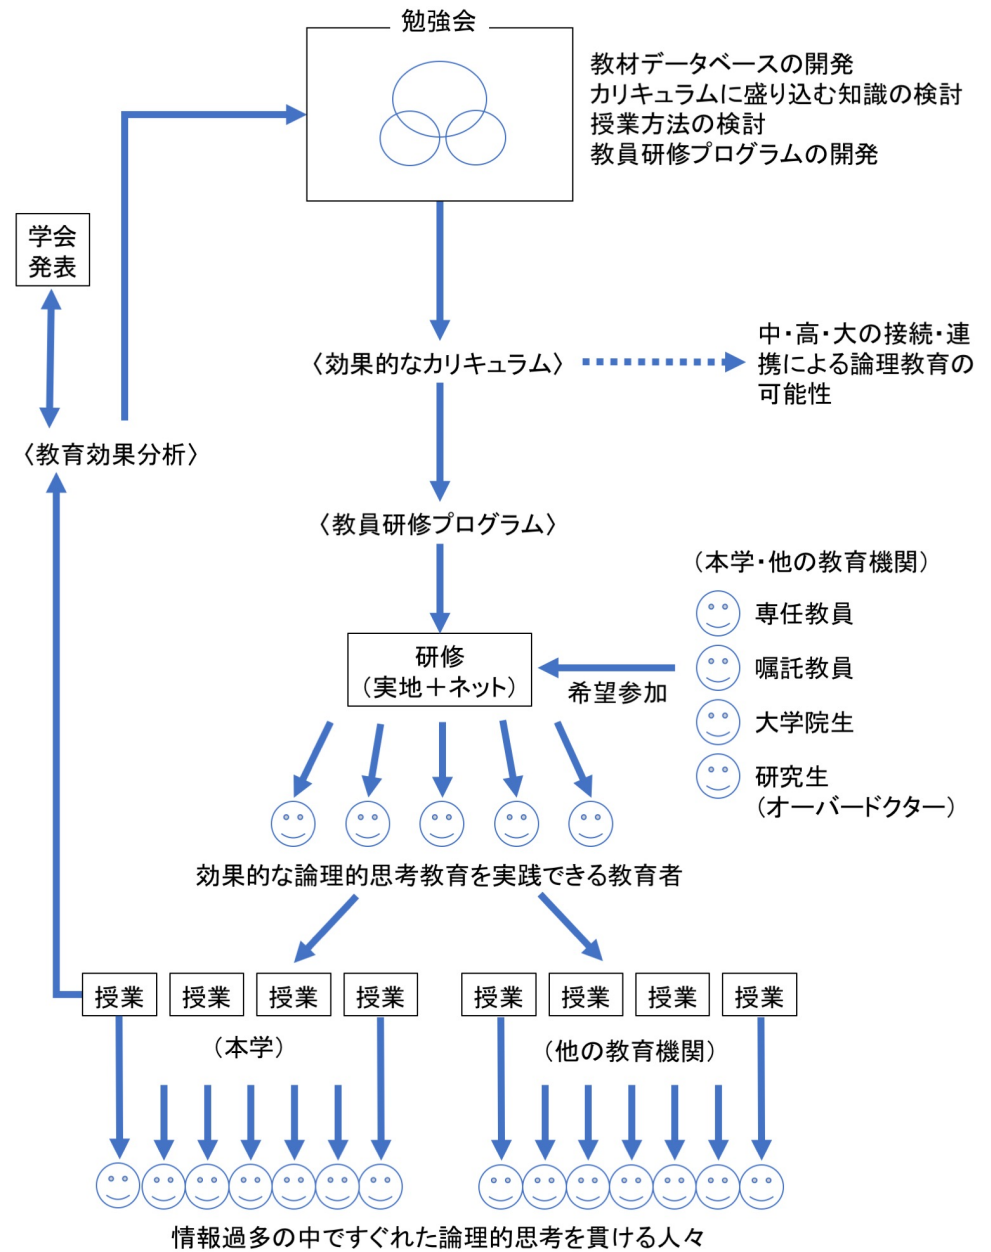 勉強会
教材データベースの開発
カリキュラムに盛り込む知識の検討
授業方法の検討
教員研修プログラムの開発
学会
発表
〈効果的なカリキュラム〉
中・高・大の接続・連
携による論理教育の
可能性
〈教育効果分析〉
〈教員研修プログラム〉
（本学・他の教育機関）
専任教員
嘱託教員
大学院生
研究生
（オーバードクター）
研修
（実地＋ネット）
希望参加
効果的な論理的思考教育を実践できる教育者
授業 授業 授業 授業 授業 授業 授業 授業
（本学） （他の教育機関）
情報過多の中ですぐれた論理的思考を貫ける人々